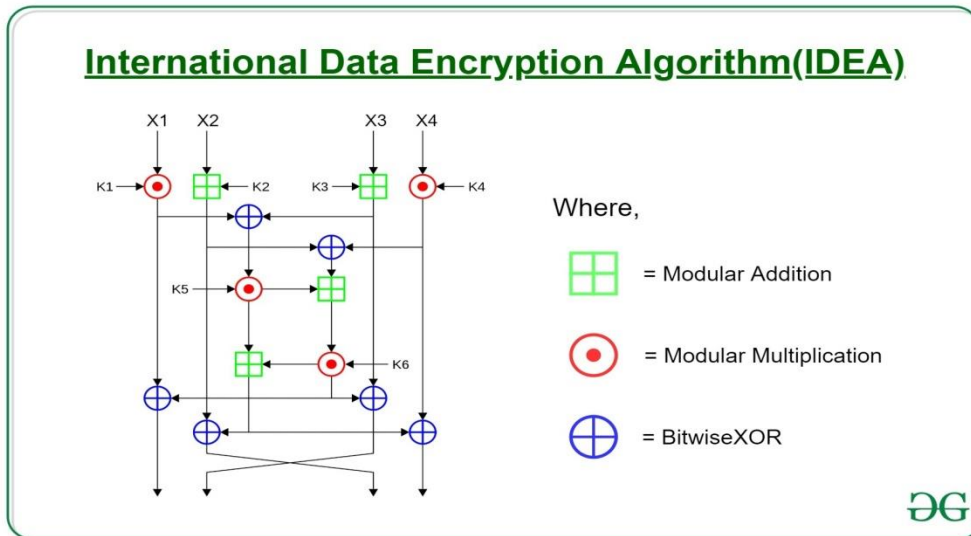 International Data Encryption Algorithm(IDEA)
X1 X2 X3 X4
K1 K2 K3 K4
Where,
= Modular Addition
K5
= Modular Multiplication
K6
= BitwiseXOR